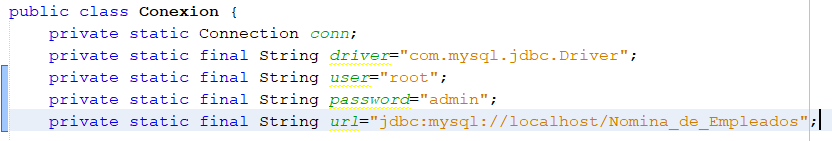 public class Conexion {
    private static Connection conn;
    private static final String driver="com.mysql.jdbc.Driver";
    private static final String user="root";
    private static final String password="admin";
    private static final String url="jdbc:mysql://localhost/Nomina_de_Empleados";